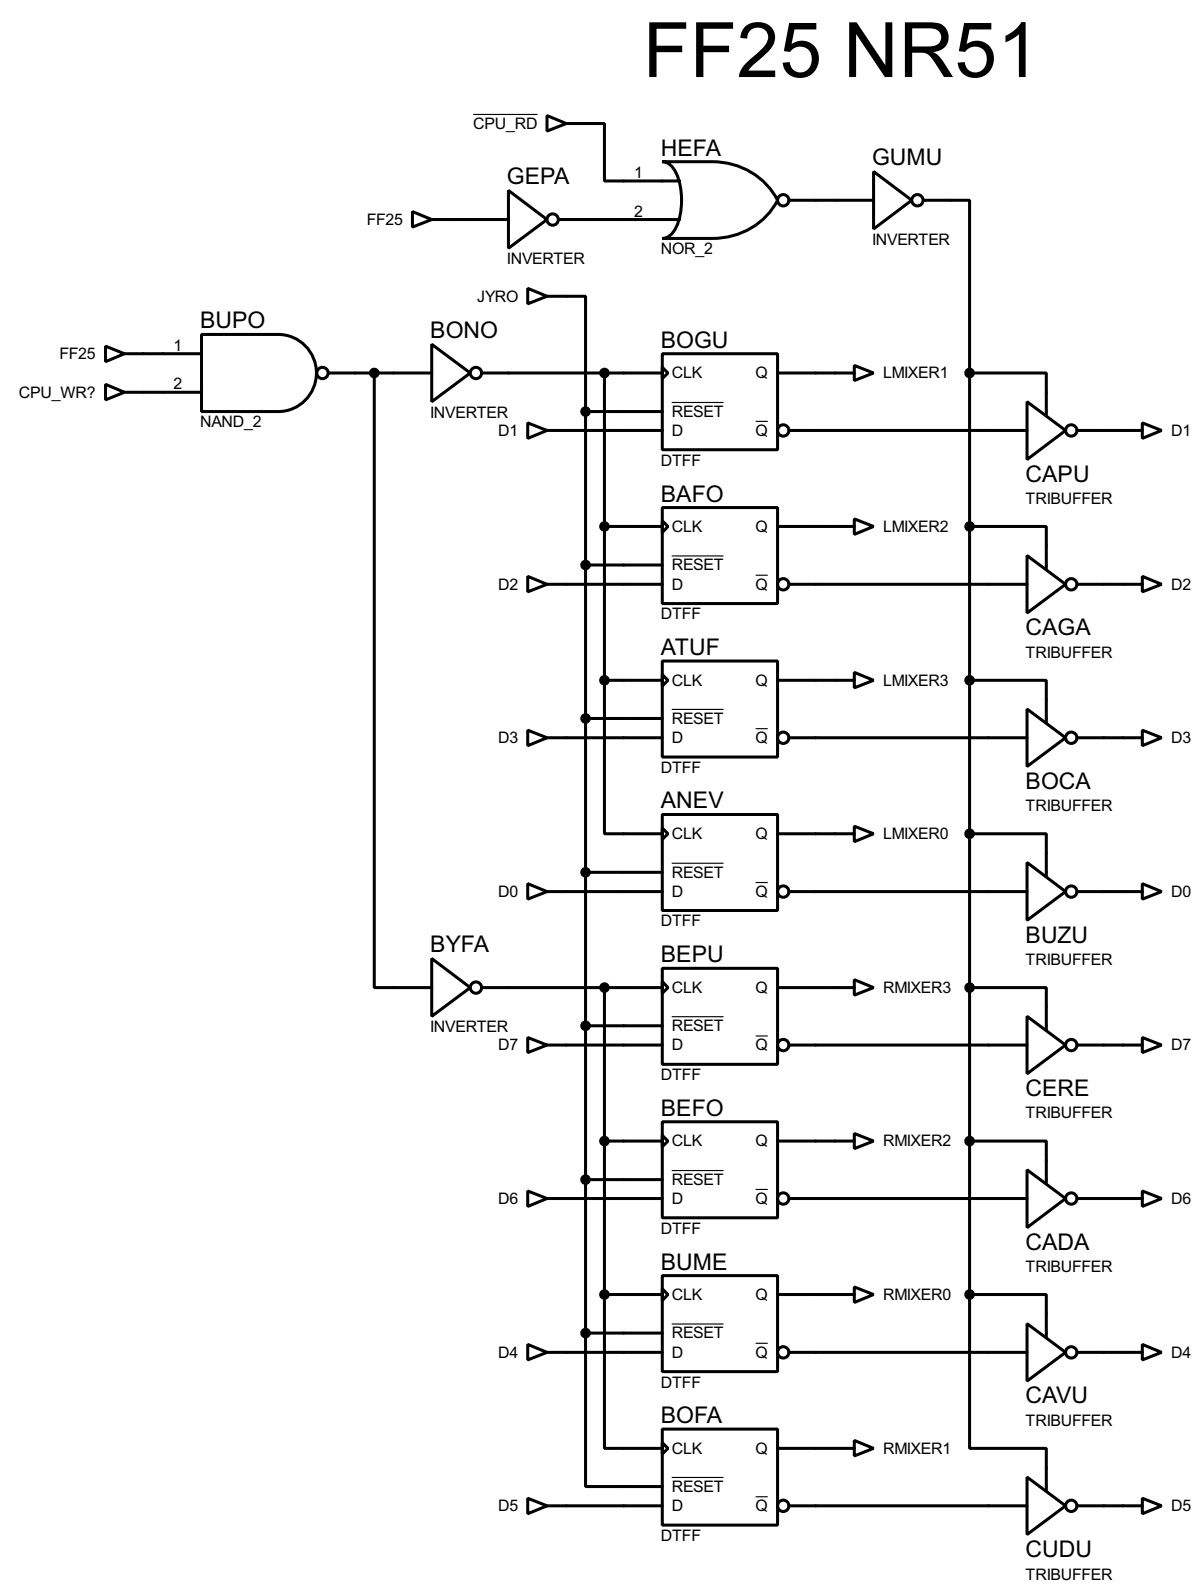 FF25 NR51
CPU_RD
HEFA
GUMU
GEPA
1
2
FF25
INVERTER
NOR_2
INVERTER
JYRO
BUPO
BONO
BOGU
FF25
1
CPU_WR?
2
NAND_2
INVERTER
CLK Q LMIXER1
RESET
D1 D Q D1
DTFF
CAPU
TRIBUFFER
BAFO
CLK Q LMIXER2
RESET
D2 D Q D2
DTFF
CAGA
TRIBUFFER
ATUF
CLK Q LMIXER3
RESET
D3 D Q D3
DTFF
BOCA
TRIBUFFER
ANEV
CLK Q LMIXER0
RESET
D0 D Q D0
DTFF
BUZU
TRIBUFFER
BYFA
INVERTER
BEPU
CLK Q RMIXER3
RESET
D7 D Q D7
DTFF
CERE
TRIBUFFER
BEFO
CLK Q RMIXER2
RESET
D6 D Q D6
DTFF
CADA
TRIBUFFER
BUME
CLK Q RMIXER0
RESET
D4 D Q D4
DTFF
CAVU
TRIBUFFER
BOFA
CLK Q RMIXER1
RESET
D5 D Q D5
DTFF
CUDU
TRIBUFFER